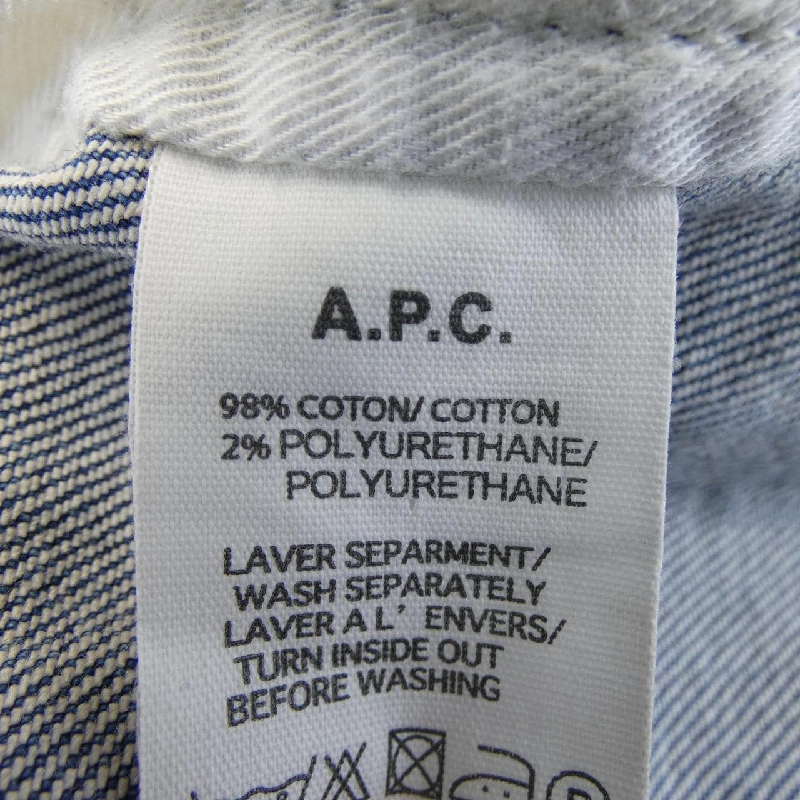 A.P.C.
98% COTON/ COTTON
2% POLYURETHANE/
POLYURETHANE
LAVER SEPARMENT/
WASH SEPARATELY
LAVER A L' ENVERS/
TURN INSIDE OUT
BEFORE WASHING